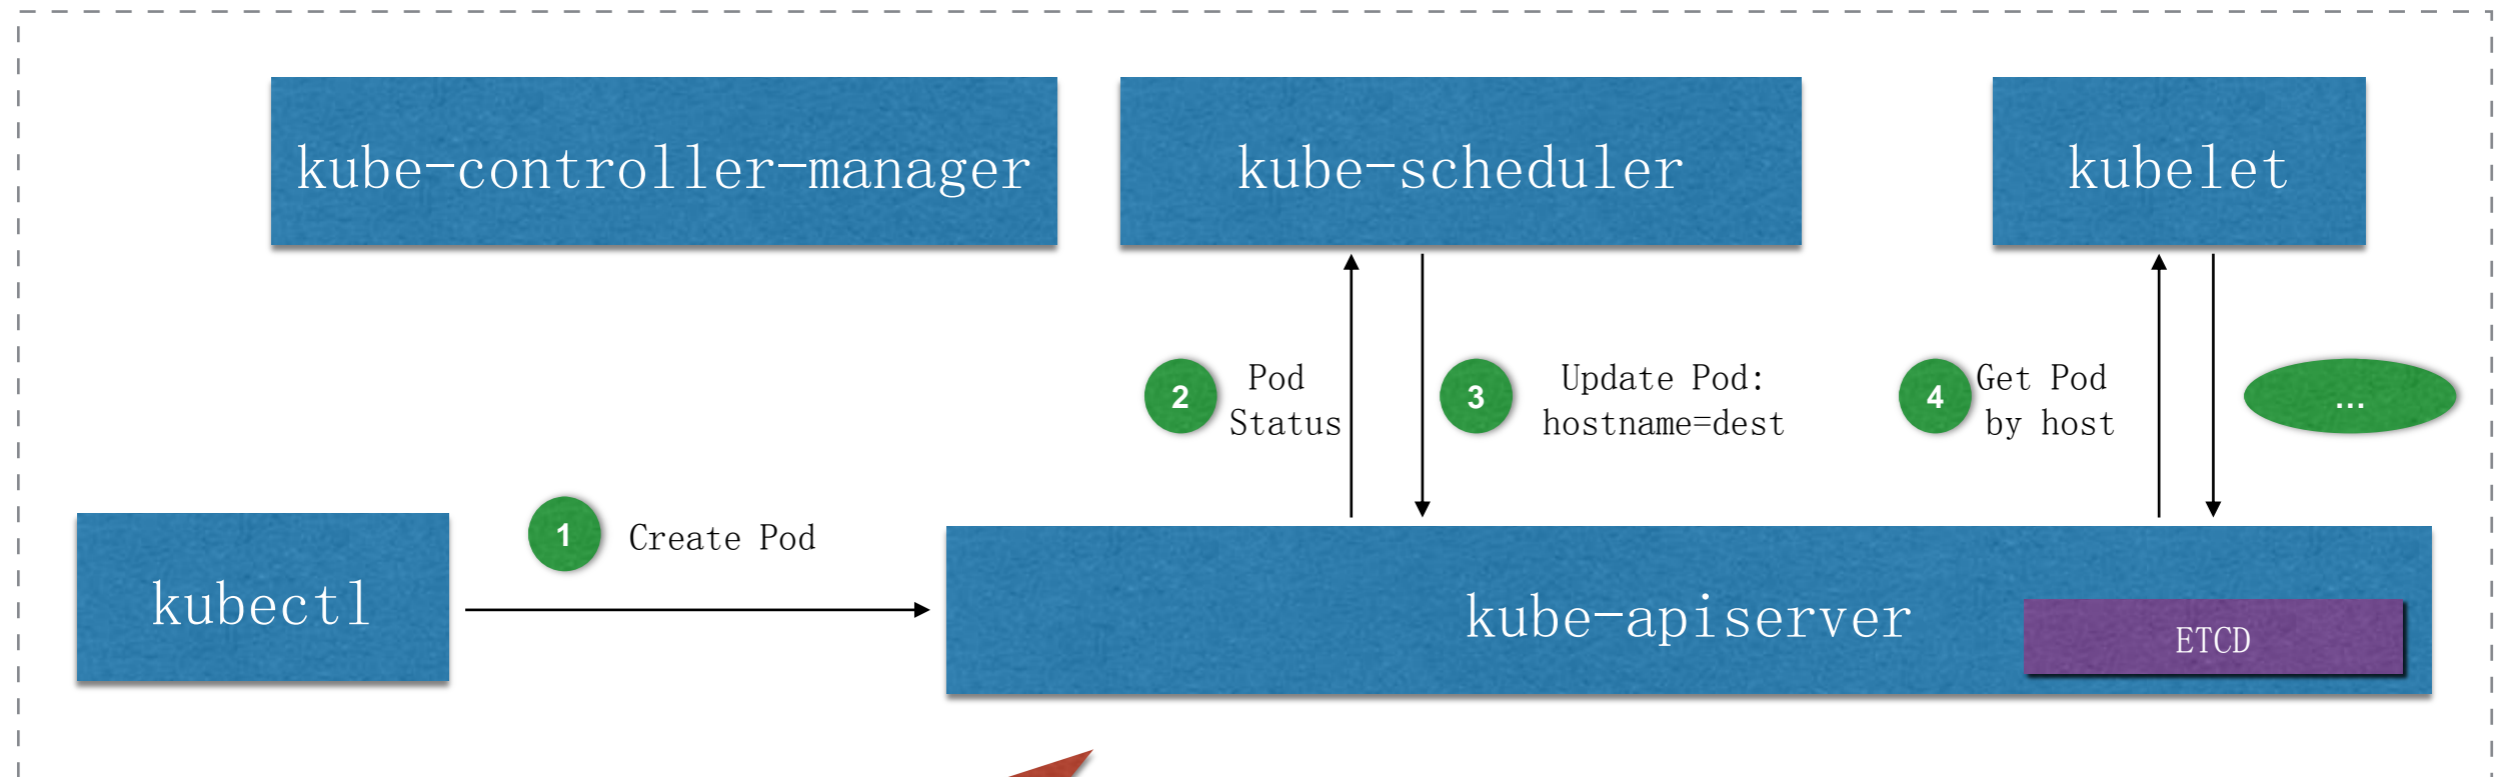 kube-controller-manager
kube-scheduler
kubelet
2
Pod
Status
3
Update Pod:
hostname=dest
4
Get Pod
by host
...
1
Create Pod
kubectl
kube-apiserver
ETCD